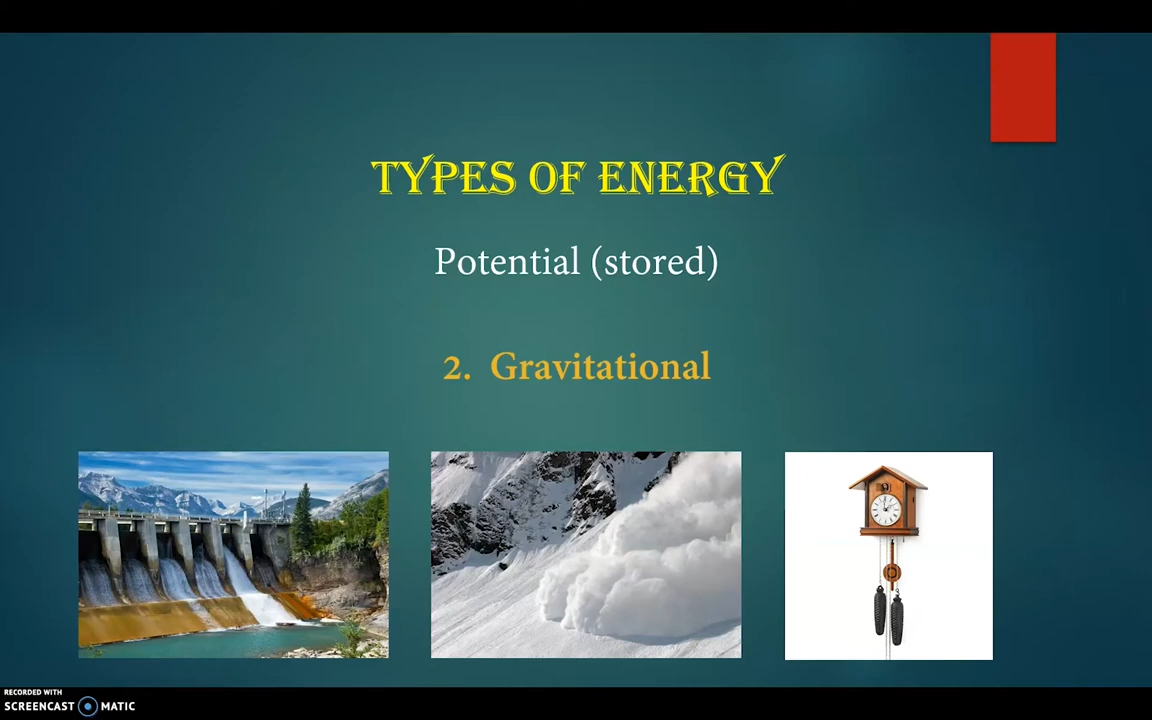 TYPES OF ENERGY
Potential (stored)
2. Gravitational
RECORDED WITH
SCREENCAST MATIC